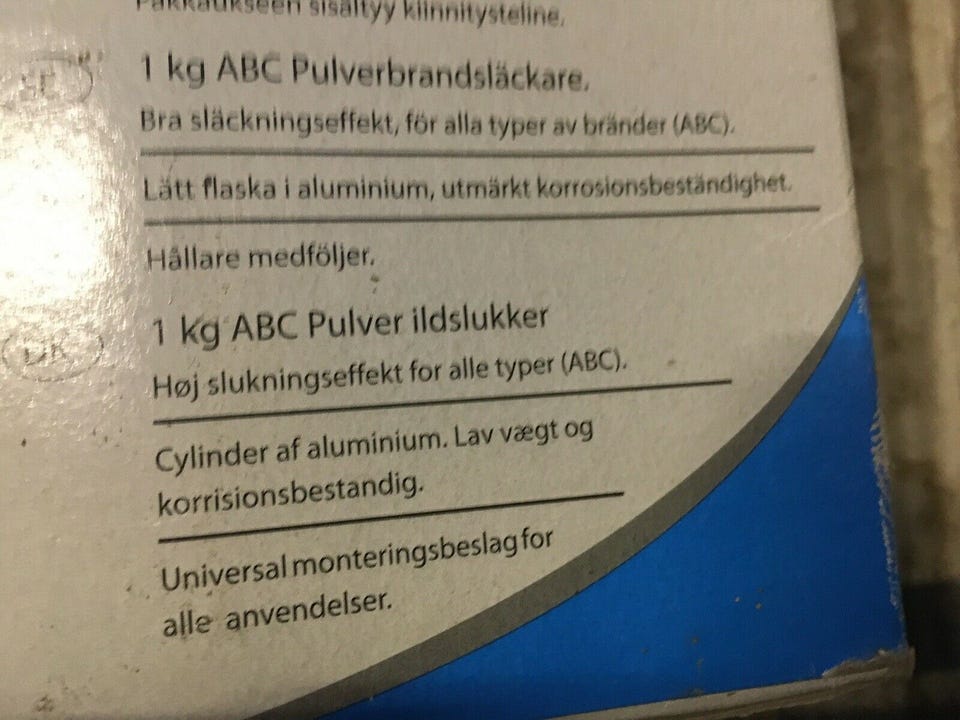 Pakkaukseen sisältyy kiinnitysteline.
1 kg ABC Pulverbrandsläckare.
Bra släckningseffekt, för alla typer av bränder (ABC).
Lätt flaska i aluminium, utmärkt korrosionsbeständighet.
Hållare medföljer.
DK
1 kg ABC Pulver ildslukker
Høj slukningseffekt for alle typer (ABC).
Cylinder af aluminium. Lav vægt og
korrisionsbestandig.
Universal monteringsbeslag for
alle anvendelser.